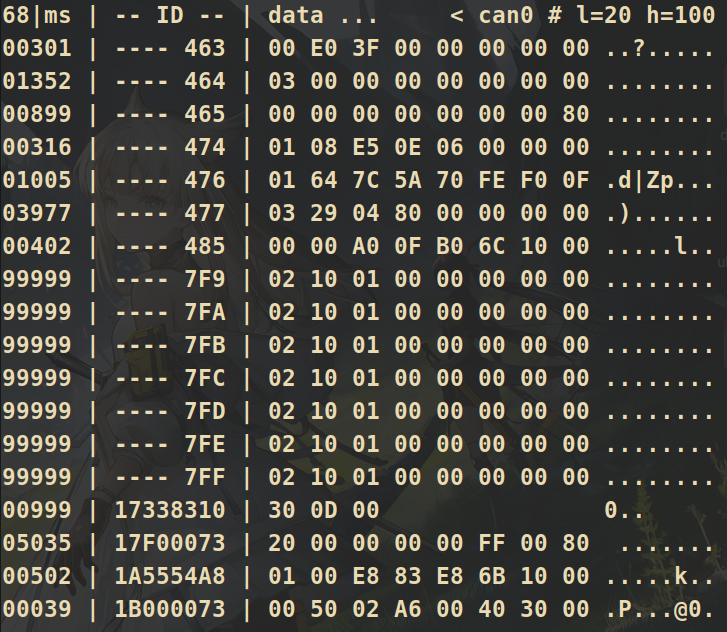 68|ms | -- ID -- | data ...     < can0 # l=20 h=100
00301 | ---- 463 | 00 E0 3F 00 00 00 00 00 ..?.....
01352 | ---- 464 | 03 00 00 00 00 00 00 00 ........
00899 | ---- 465 | 00 00 00 00 00 00 00 80 ........
00316 | ---- 474 | 01 08 E5 0E 06 00 00 00 ........
01005 | ---- 476 | 01 64 7C 5A 70 FE F0 0F .d|Zp...
03977 | ---- 477 | 03 29 04 80 00 00 00 00 .)......
00402 | ---- 485 | 00 00 A0 0F B0 6C 10 00 .....l..
99999 | ---- 7F9 | 02 10 01 00 00 00 00 00 ........
99999 | ---- 7FA | 02 10 01 00 00 00 00 00 ........
99999 | ---- 7FB | 02 10 01 00 00 00 00 00 ........
99999 | ---- 7FC | 02 10 01 00 00 00 00 00 ........
99999 | ---- 7FD | 02 10 01 00 00 00 00 00 ........
99999 | ---- 7FE | 02 10 01 00 00 00 00 00 ........
99999 | ---- 7FF | 02 10 01 00 00 00 00 00 ........
00999 | 17338310 | 30 0D 00                0..
05035 | 17F00073 | 20 00 00 00 00 FF 00 80  .......
00502 | 1A5554A8 | 01 00 E8 83 E8 6B 10 00 .....k..
00039 | 1B000073 | 00 50 02 A6 00 40 30 00 .P...@0.